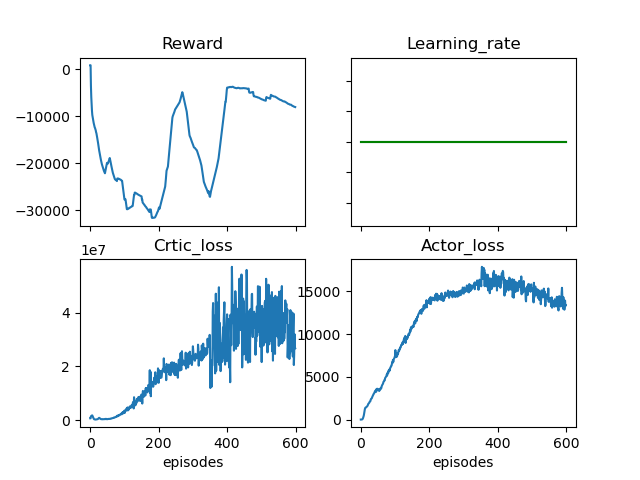 Reward
Learning_rate
0
−10000
−20000
−30000
1e7
Crtic_loss
Actor_loss
4
2
0
15000
10000
5000
0
0 200 400 600
0 200 400 600
episodes
episodes